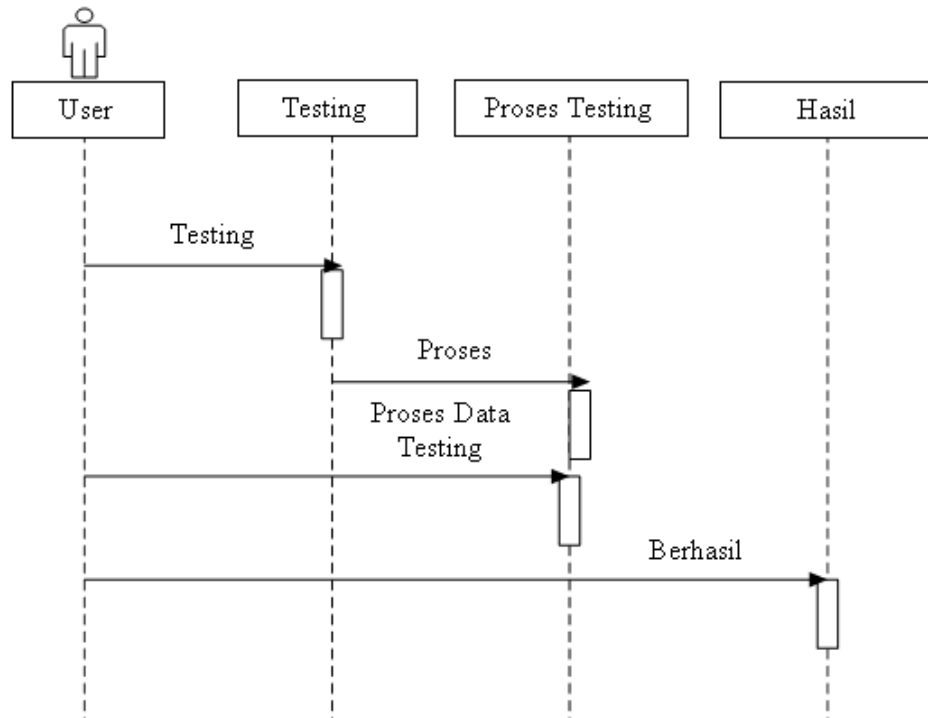 User
Testing
Proses Testing
Hasil
Testing
Proses
Proses Data
Testing
Berhasil